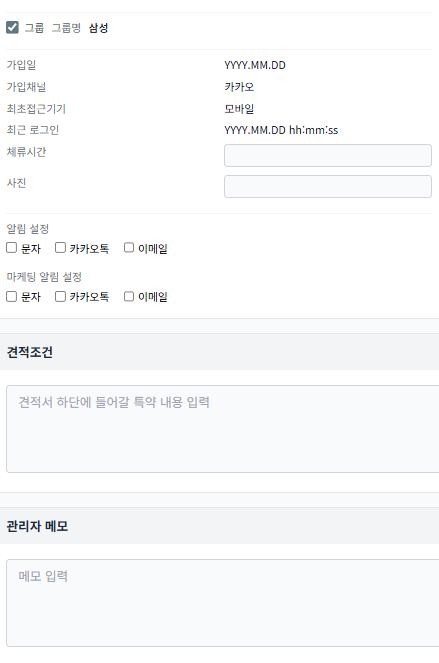 그룹 그룹명 삼성
가입일 YYYY.MM.DD
가입채널 카카오
최초접근기기 모바일
최근 로그인 YYYY.MM.DD hh:mm:ss
체류시간
사진
알림 설정
문자 카카오톡 이메일
마케팅 알림 설정
문자 카카오톡 이메일
견적조건
견적서 하단에 들어갈 특약 내용 입력
관리자 메모
메모 입력